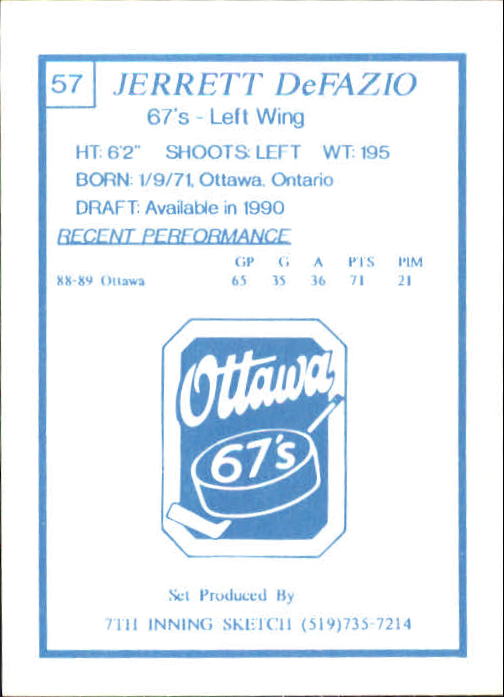 57 JERRETT DeFAZIO
67's - Left Wing
HT: 6'2" SHOOTS: LEFT WT: 195
BORN: 1/9/71, Ottawa, Ontario
DRAFT: Available in 1990
RECENT PERFORMANCE
GP G A PTS PIM
88-89 Ottawa 65 35 36 71 21
Ottawa
67's
Set Produced By
7TH INNING SKETCH (519)735-7214